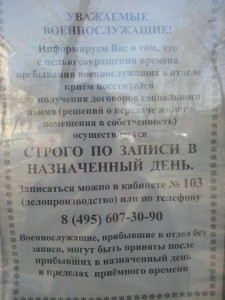 УВАЖАЕМЫЕ
ВОЕННОСЛУЖАЩИЕ!
Информируем Вас о том, что
с целью сокращения времени
пребывания военнослужащих в отделе
приём посетителей
для получения договоров социального
найма (решений о передаче жилого
помещения в собственность)
осуществляется
СТРОГО ПО ЗАПИСИ В
НАЗНАЧЕННЫЙ ДЕНЬ.
Записаться можно в кабинете № 103
(делопроизводство) или по телефону
8 (495) 607-30-90
Военнослужащие, прибывшие в отдел без
записи, могут быть приняты после
прибывших в назначенный день
в пределах приёмного времени